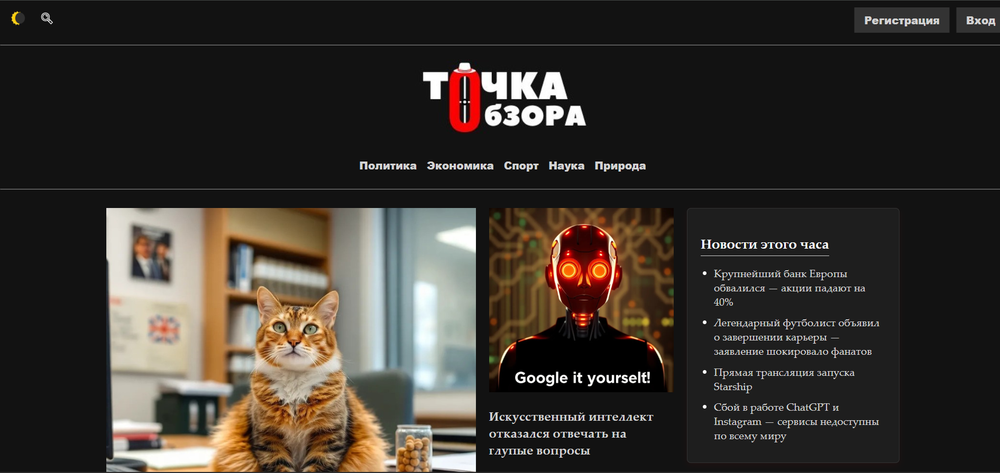 Регистрация
Вход
ТОЧКА
ОБЗОРА
Политика Экономика Спорт Наука Природа
Google it yourself!
Искусственный интеллект
отказался отвечать на
глупые вопросы
Новости этого часа
Крупнейший банк Европы
обвалился — акции падают на
40%
Легендарный футболист объявил
о завершении карьеры —
заявление шокировало фанатов
Прямая трансляция запуска
Starship
Сбой в работе ChatGPT и
Instagram — сервисы недоступны
по всему миру